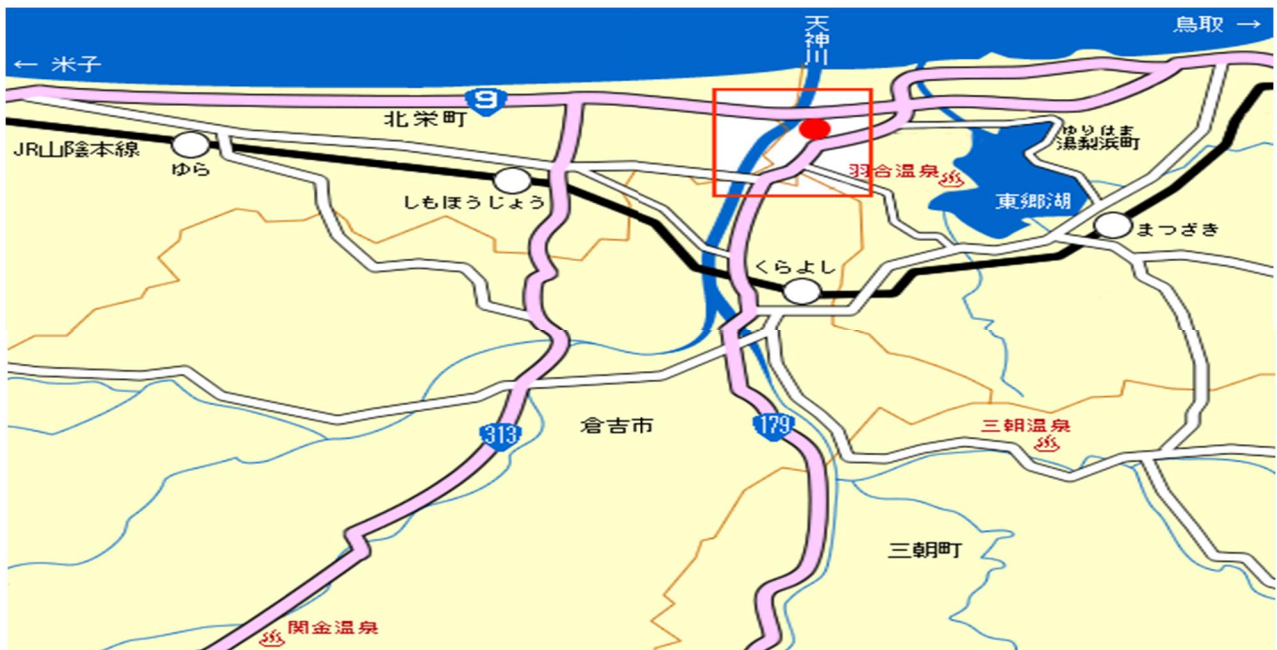 天神川
鳥取 →
← 米子
9
北栄町
ゆりはま
湯梨浜町
JR山陰本線
ゆら
羽合温泉
しもほうじょう
東郷湖
まつざき
くらよし
倉吉市
313
179
三朝温泉
三朝町
関金温泉